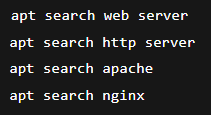 apt search web server
apt search http server
apt search apache
apt search nginx